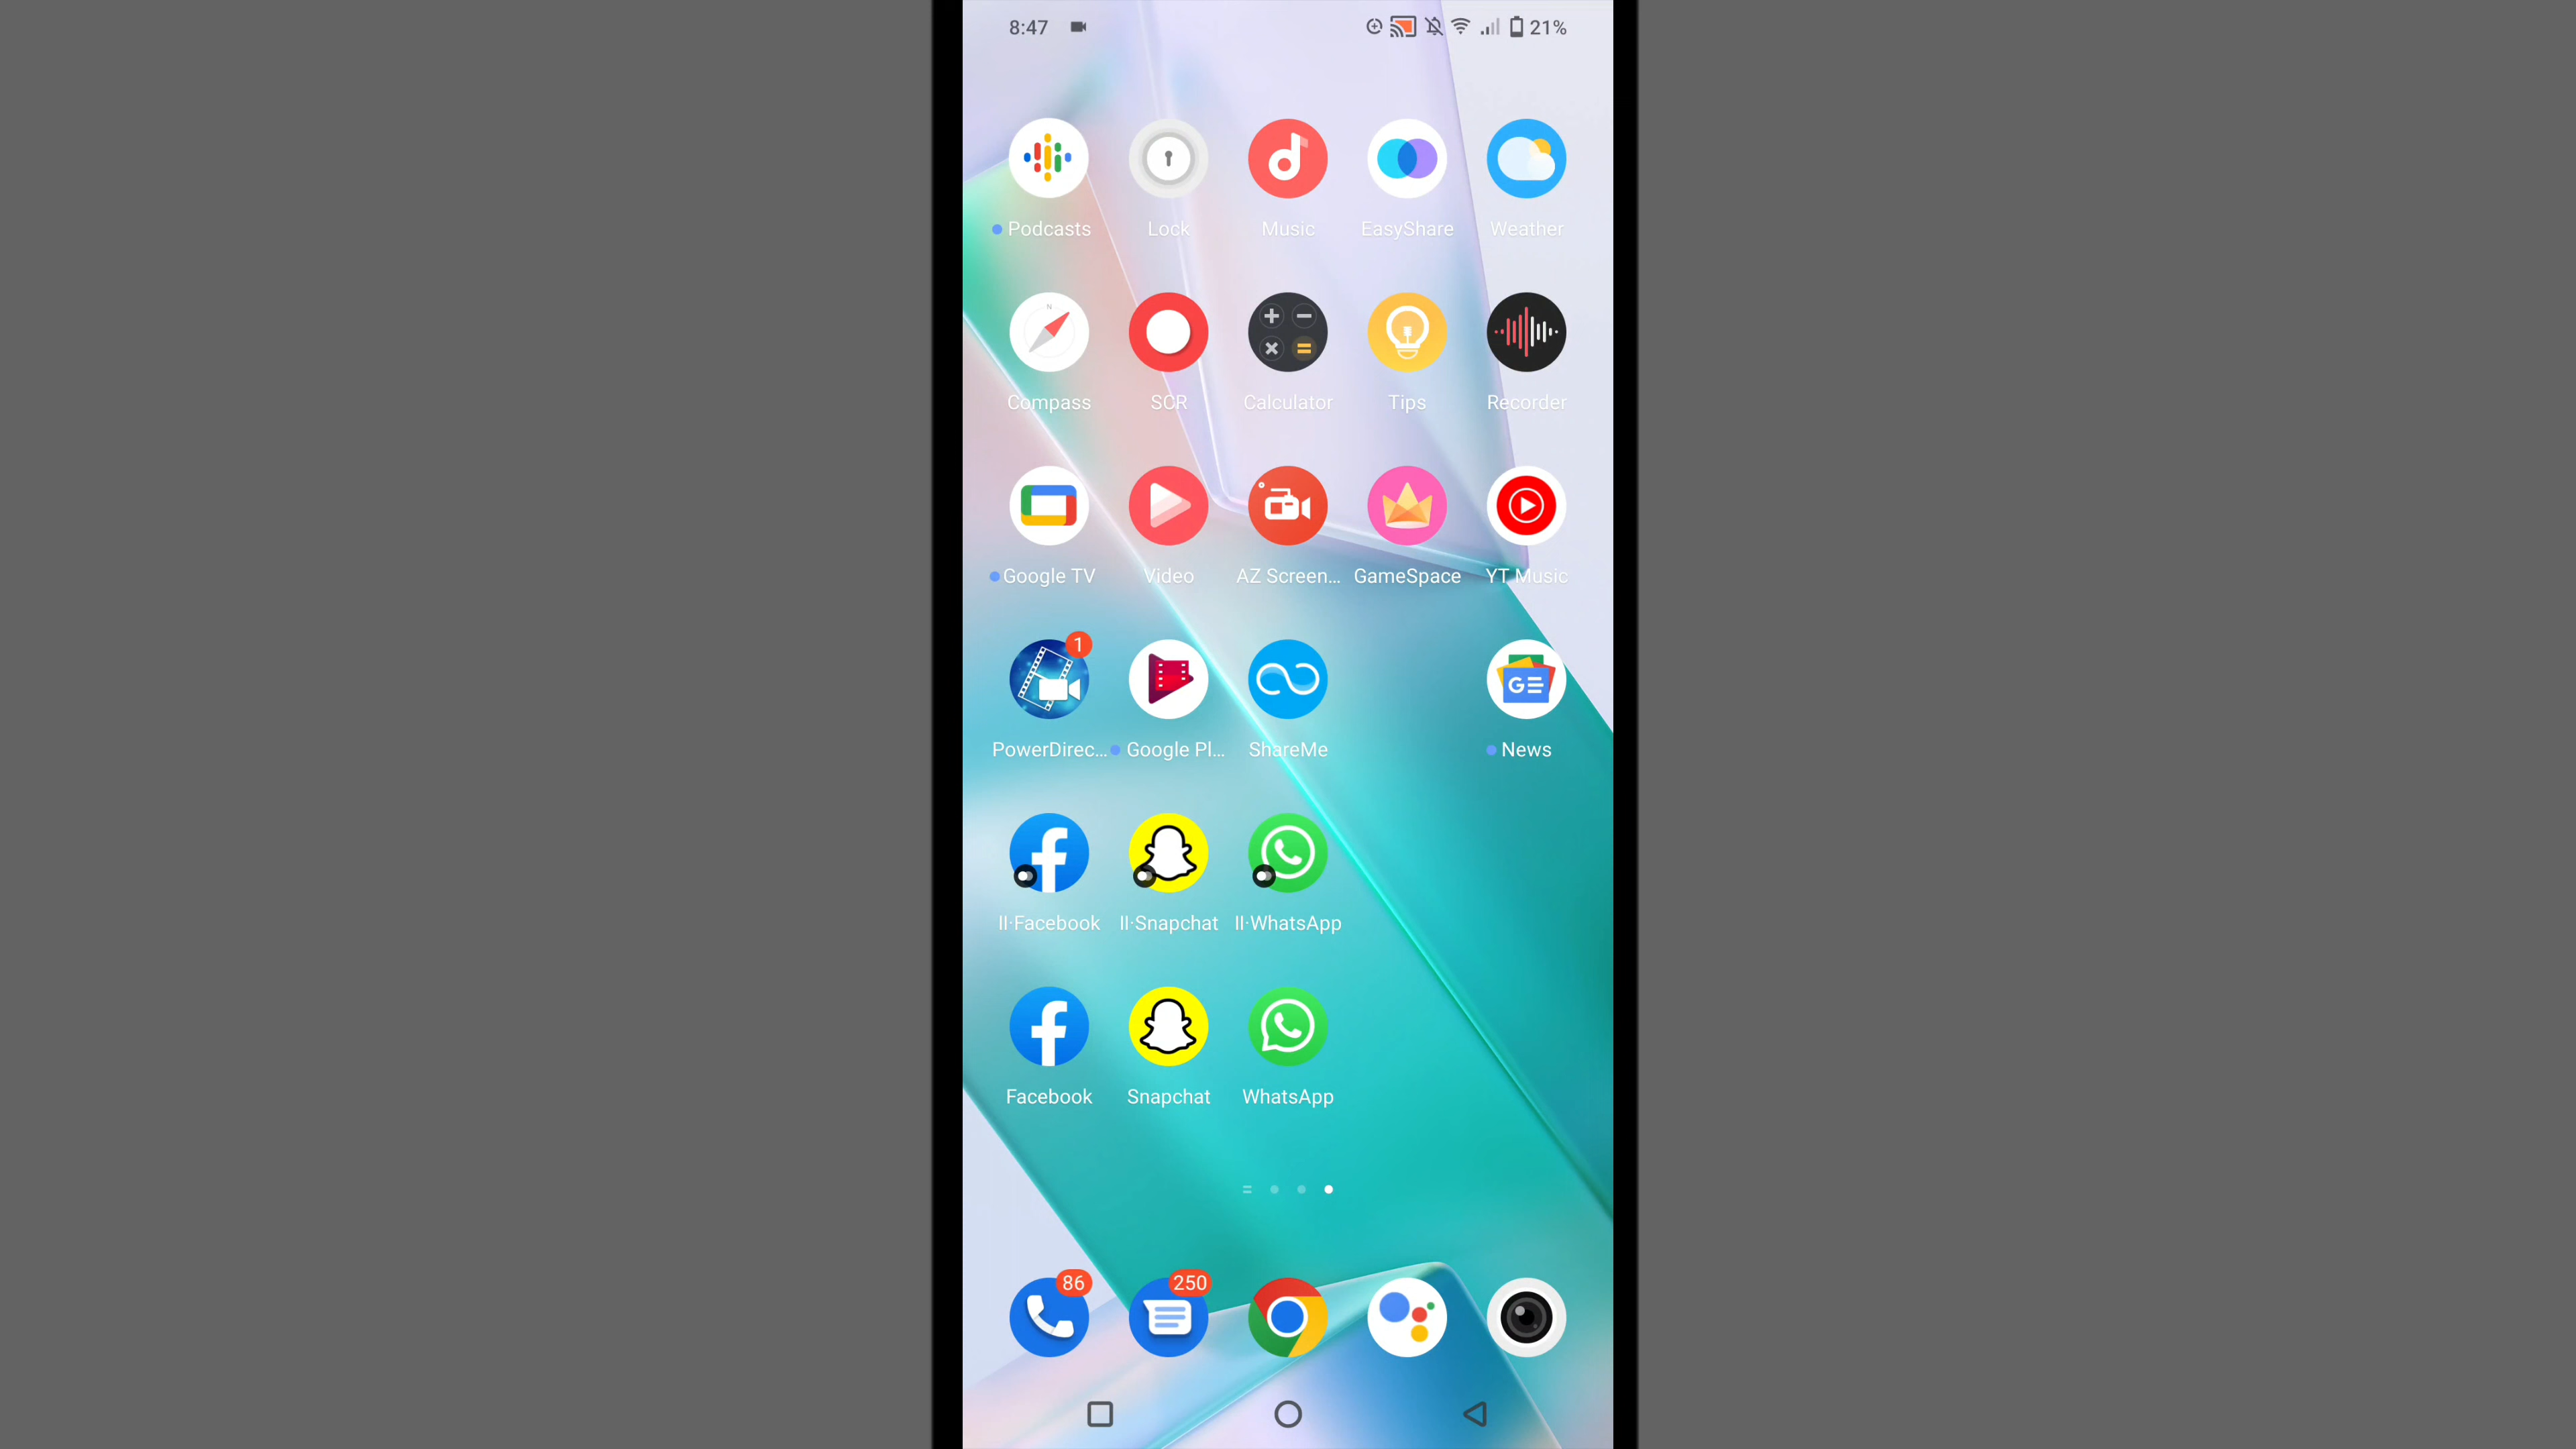 8:47 21%
Podcasts Lock Music EasyShare Weather
N
Compass SCR Calculator Tips Recorder
Google TV Video AZ Screen... GameSpace YT Music
1
GE
PowerDirec... Google Pl... ShareMe News
II·Facebook II·Snapchat II·WhatsApp
Facebook Snapchat WhatsApp
86 250